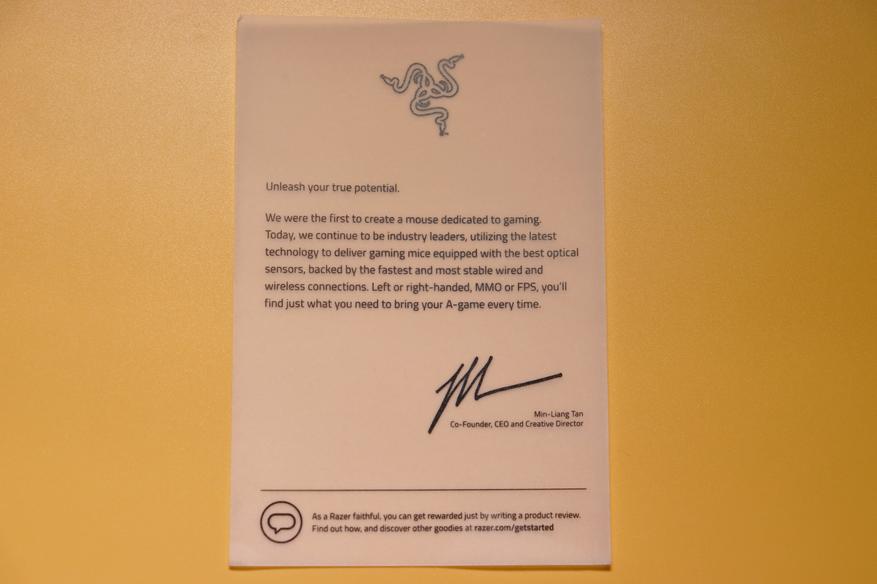 Unleash your true potential.
We were the first to create a mouse dedicated to gaming.
Today, we continue to be industry leaders, utilizing the latest
technology to deliver gaming mice equipped with the best optical
sensors, backed by the fastest and most stable wired and
wireless connections. Left or right-handed, MMO or FPS, you'll
find just what you need to bring your A-game every time.
Min-Liang Tan
Co-Founder, CEO and Creative Director
As a Razer faithful, you can get rewarded just by writing a product review.
Find out how, and discover other goodies at razer.com/getstarted